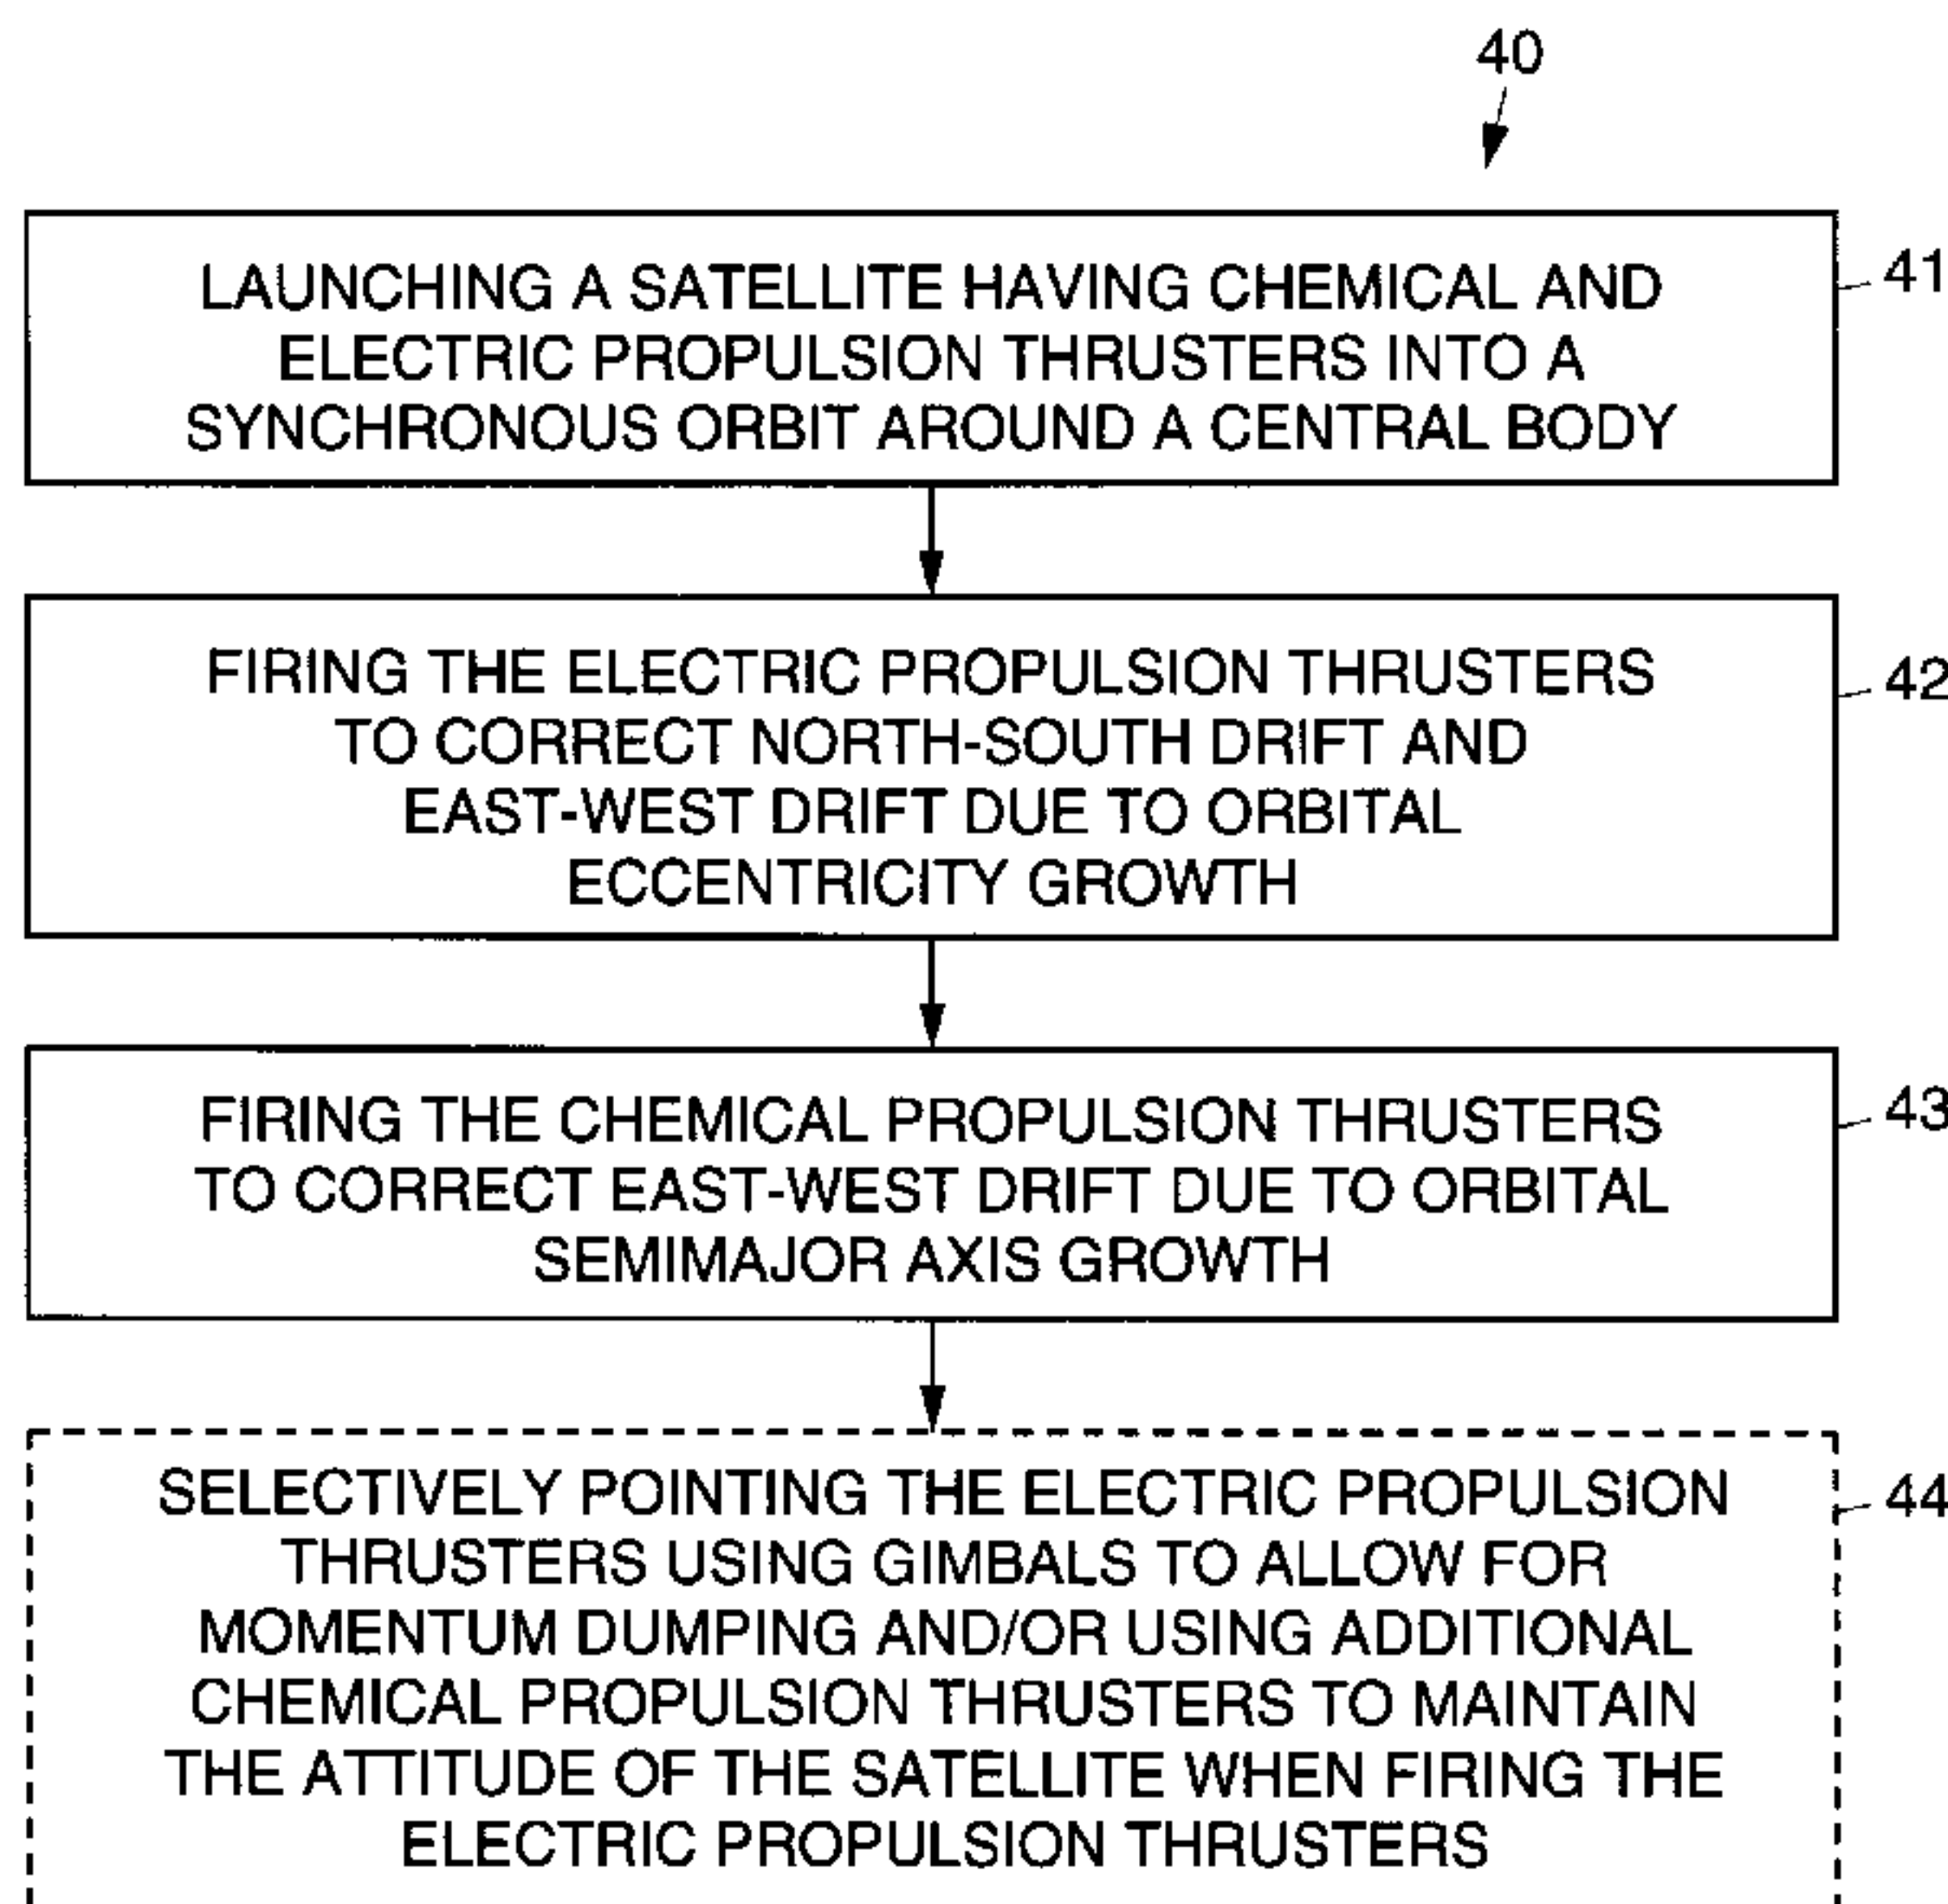 40
LAUNCHING A SATELLITE HAVING CHEMICAL AND
ELECTRIC PROPULSION THRUSTERS INTO A
SYNCHRONOUS ORBIT AROUND A CENTRAL BODY
41
FIRING THE ELECTRIC PROPULSION THRUSTERS
TO CORRECT NORTH-SOUTH DRIFT AND
EAST-WEST DRIFT DUE TO ORBITAL
ECCENTRICITY GROWTH
42
FIRING THE CHEMICAL PROPULSION THRUSTERS
TO CORRECT EAST-WEST DRIFT DUE TO ORBITAL
SEMIMAJOR AXIS GROWTH
43
SELECTIVELY POINTING THE ELECTRIC PROPULSION
THRUSTERS USING GIMBALS TO ALLOW FOR
MOMENTUM DUMPING AND/OR USING ADDITIONAL
CHEMICAL PROPULSION THRUSTERS TO MAINTAIN
THE ATTITUDE OF THE SATELLITE WHEN FIRING THE
ELECTRIC PROPULSION THRUSTERS
44